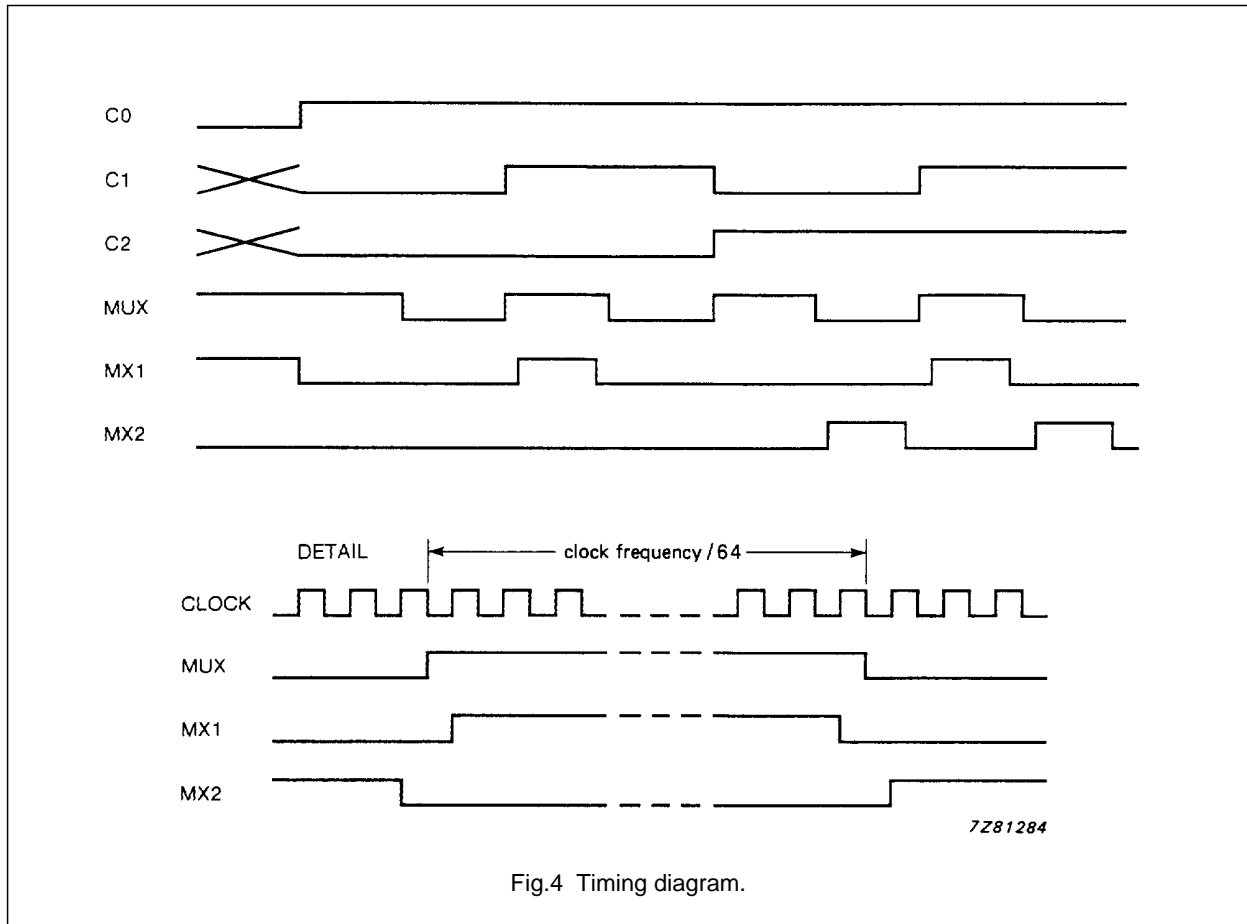 C0
C1
C2
MUX
MX1
MX2
DETAIL
clock frequency/64
CLOCK
MUX
MX1
MX2
7Z81284
Fig.4 Timing diagram.